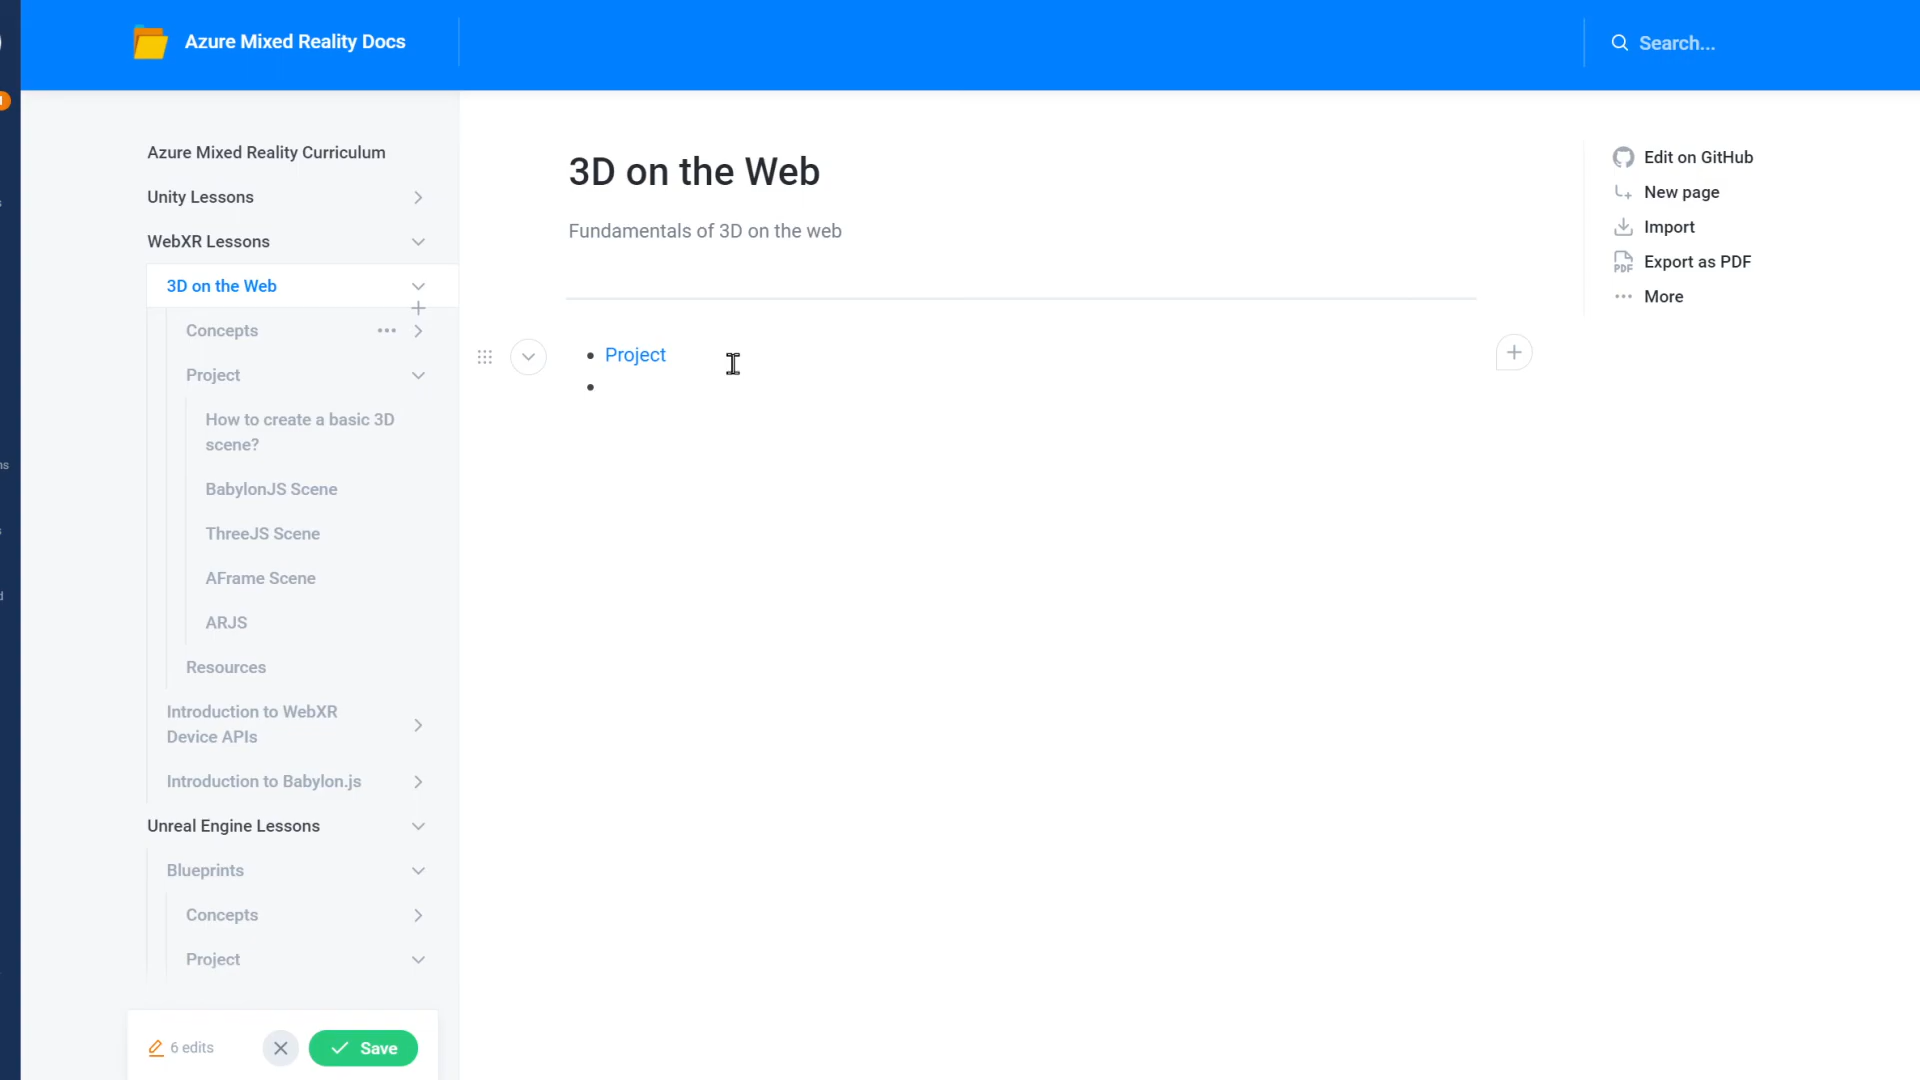 Azure Mixed Reality Docs
Search...
Azure Mixed Reality Curriculum
Unity Lessons
WebXR Lessons
3D on the Web
Concepts
Project
How to create a basic 3D
scene?
BabylonJS Scene
ThreeJS Scene
AFrame Scene
ARJS
Resources
Introduction to WebXR
Device APIs
Introduction to Babylon.js
Unreal Engine Lessons
Blueprints
Concepts
Project
6 edits
Save
3D on the Web
Fundamentals of 3D on the web
Project
Edit on GitHub
New page
Import
PDF Export as PDF
More